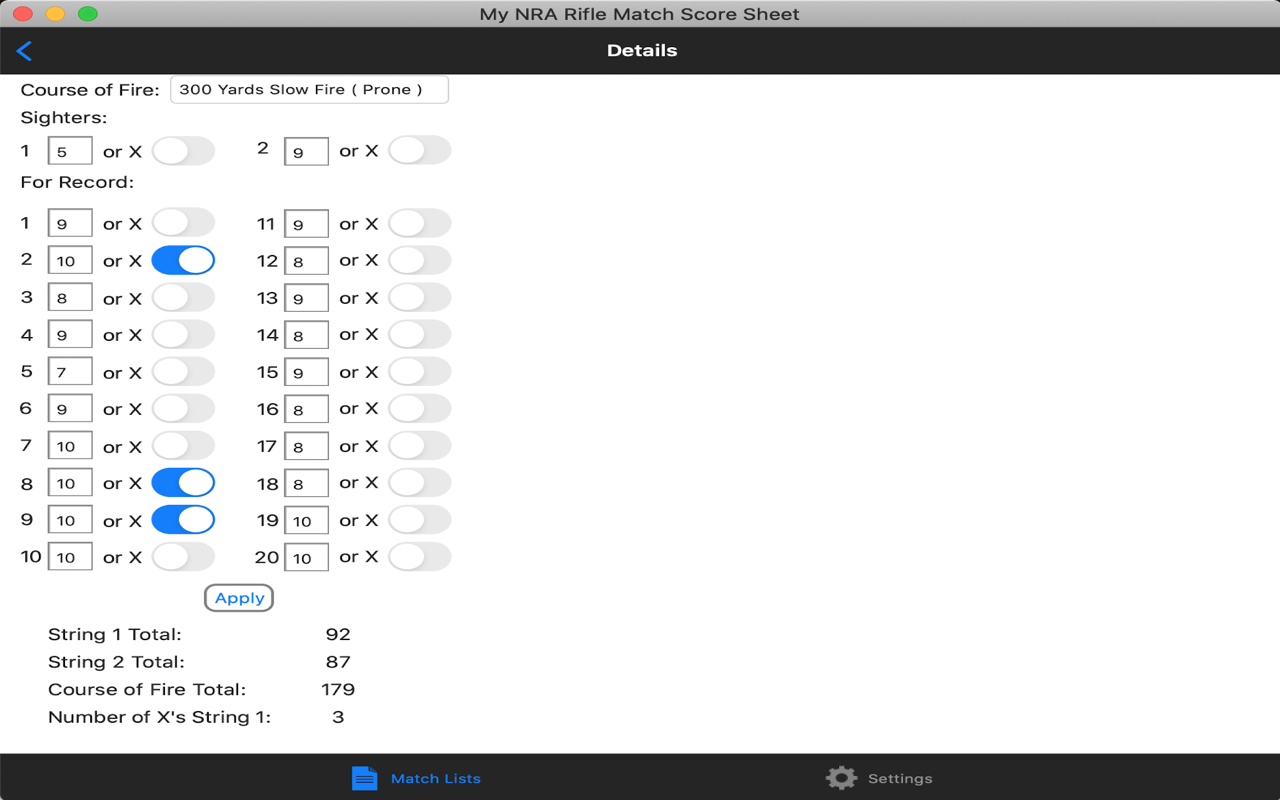 My NRA Rifle Match Score Sheet
Details
Course of Fire: 300 Yards Slow Fire ( Prone )
Sighters:
1 5 or X 2 9 or X
For Record:
1 9 or X 11 9 or X
2 10 or X 12 8 or X
3 8 or X 13 9 or X
4 9 or X 14 8 or X
5 7 or X 15 9 or X
6 9 or X 16 8 or X
7 10 or X 17 8 or X
8 10 or X 18 8 or X
9 10 or X 19 10 or X
10 10 or X 20 10 or X
Apply
String 1 Total: 92
String 2 Total: 87
Course of Fire Total: 179
Number of X's String 1: 3
Match Lists Settings